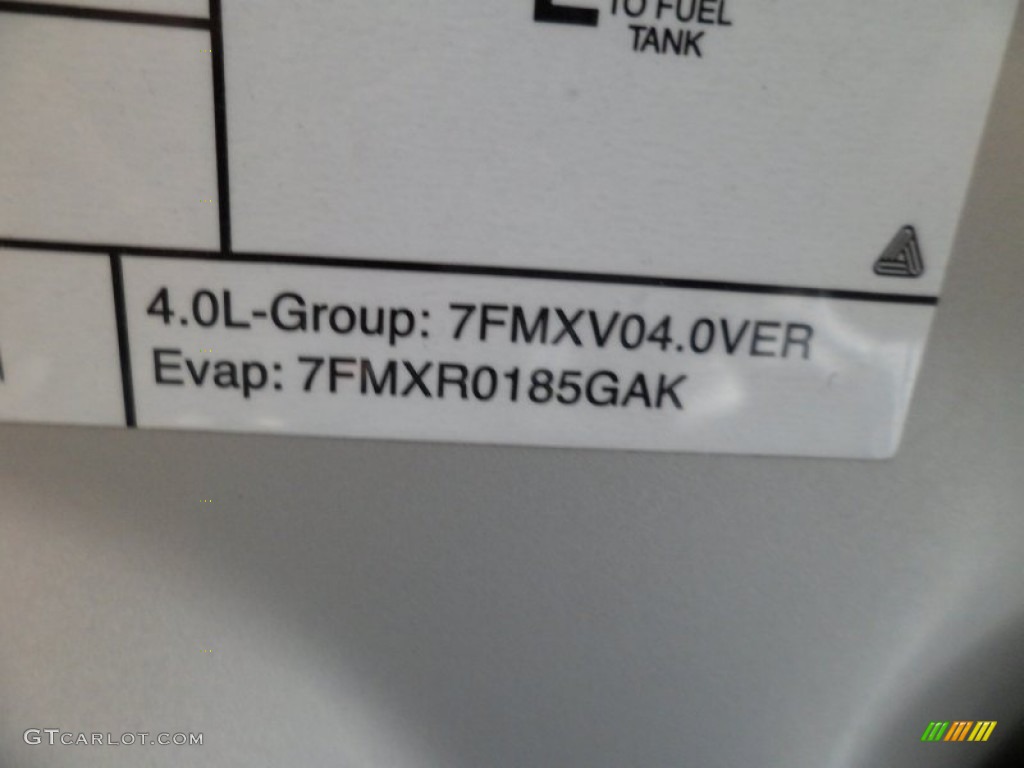 TO FUEL
TANK
4.0L-Group: 7FMXV04.0VER
Evap: 7FMXR0185GAK
GTCARLOT.COM